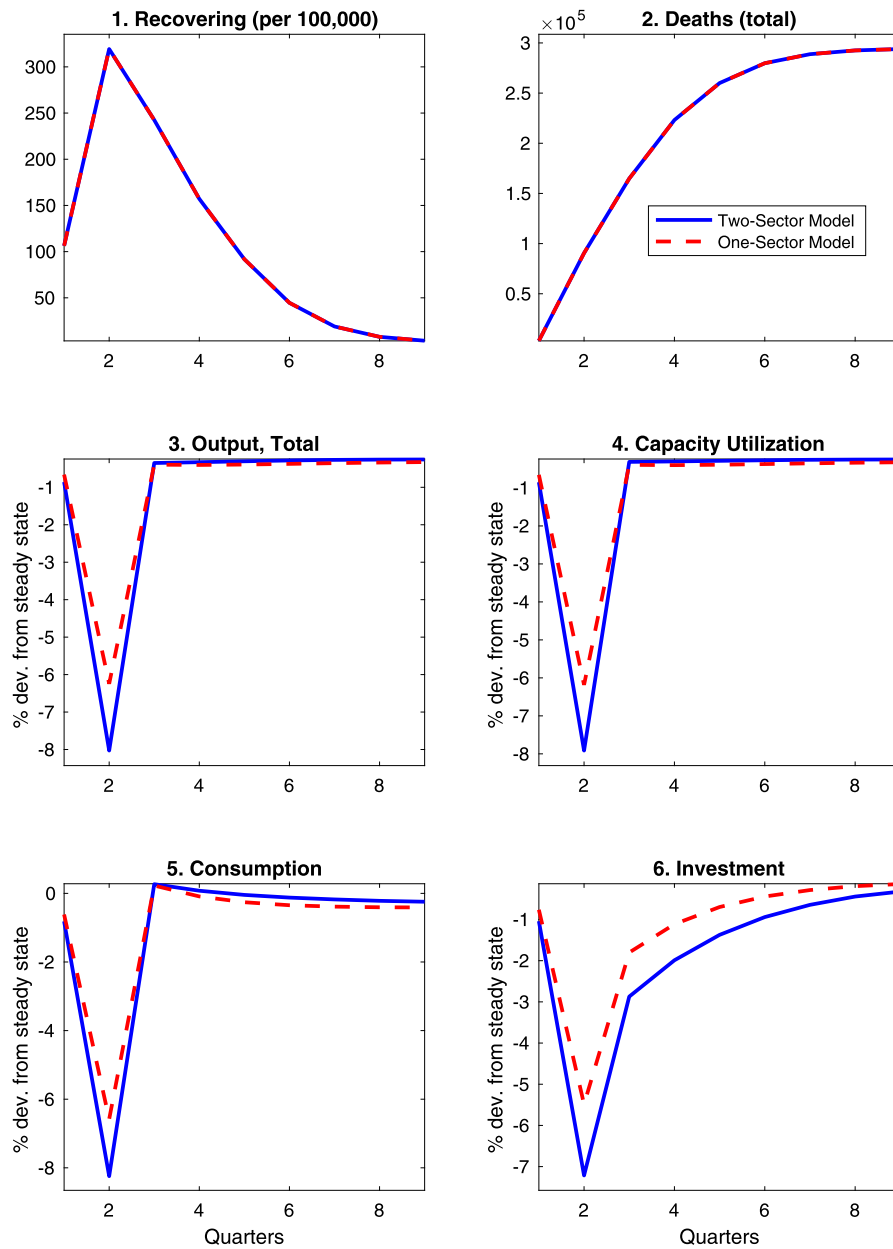 1. Recovering (per 100,000)
300
250
200
150
100
50
2 4 6 8
2. Deaths (total)
×10^5
3
2.5
2
1.5
1
0.5
Two-Sector Model
One-Sector Model
2 4 6 8
3. Output, Total
% dev. from steady state
-1
-2
-3
-4
-5
-6
-7
-8
2 4 6 8
4. Capacity Utilization
% dev. from steady state
-1
-2
-3
-4
-5
-6
-7
-8
2 4 6 8
5. Consumption
% dev. from steady state
0
-2
-4
-6
-8
2 4 6 8
Quarters
6. Investment
% dev. from steady state
-1
-2
-3
-4
-5
-6
-7
2 4 6 8
Quarters